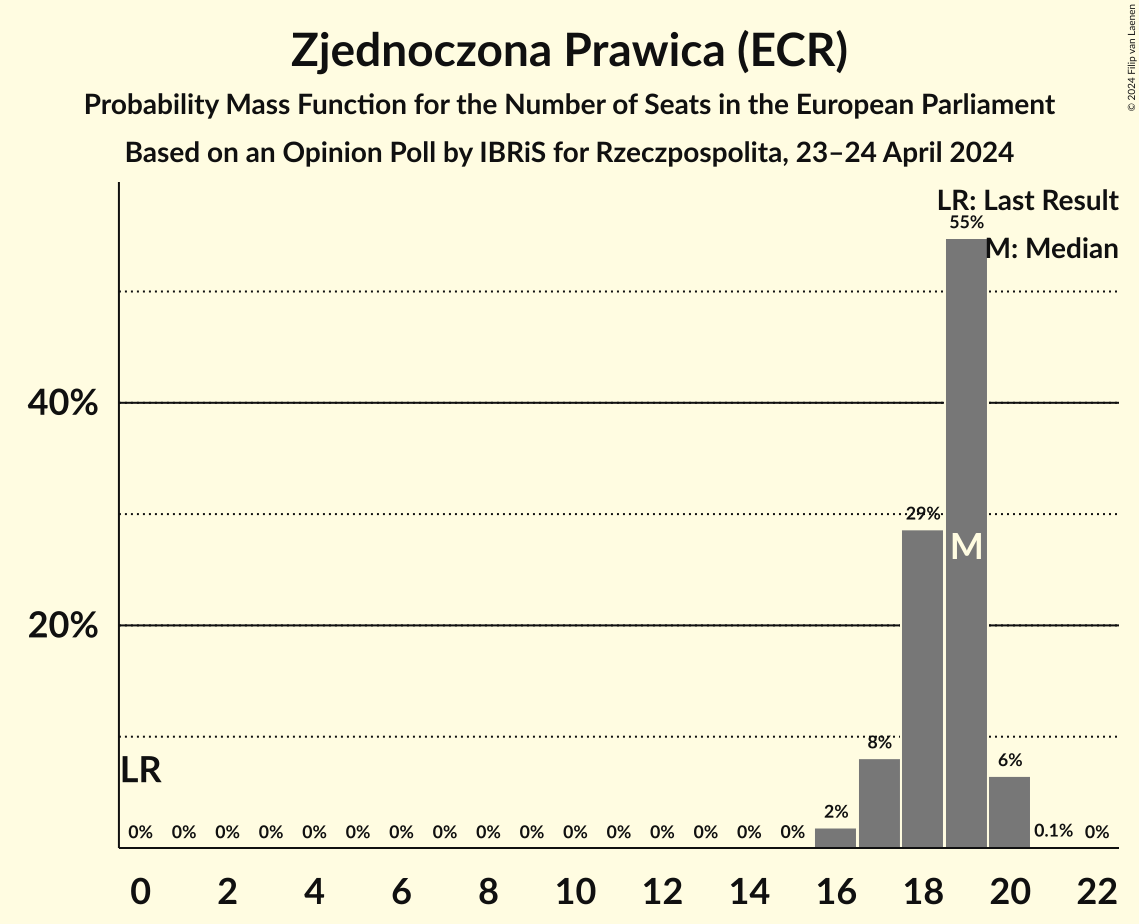 Zjednoczona Prawica (ECR)
Probability Mass Function for the Number of Seats in the European Parliament
Based on an Opinion Poll by IBRiS for Rzeczpospolita, 23–24 April 2024
© 2024 Filip van Laenen
LR: Last Result
M: Median
55%
40%
29%
M
20%
8%
6%
LR
2%
0% 0% 0% 0% 0% 0% 0% 0% 0% 0% 0% 0% 0% 0% 0% 0% 0.1% 0%
0 2 4 6 8 10 12 14 16 18 20 22